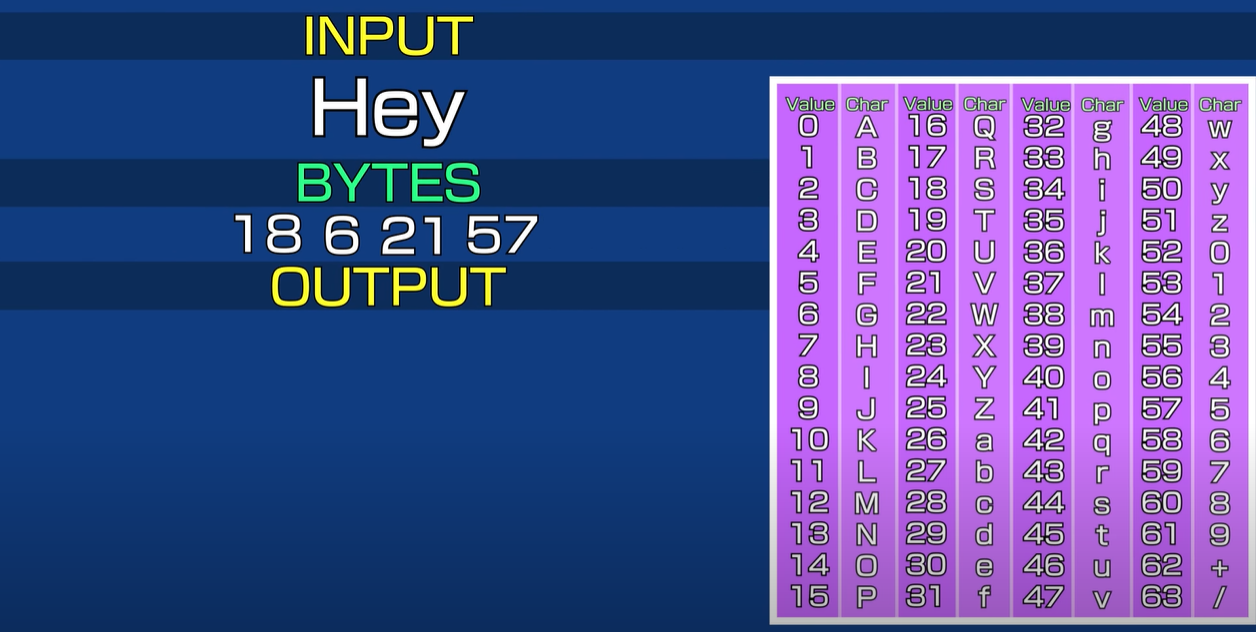 INPUT
Hey
BYTES
18 6 21 57
OUTPUT
Value Char Value Char Value Char Value Char
0 A 16 Q 32 g 48 w
1 B 17 R 33 h 49 x
2 C 18 S 34 i 50 y
3 D 19 T 35 j 51 z
4 E 20 U 36 k 52 0
5 F 21 V 37 l 53 1
6 G 22 W 38 m 54 2
7 H 23 X 39 n 55 3
8 I 24 Y 40 o 56 4
9 J 25 Z 41 p 57 5
10 K 26 a 42 q 58 6
11 L 27 b 43 r 59 7
12 M 28 c 44 s 60 8
13 N 29 d 45 t 61 9
14 O 30 e 46 u 62 +
15 P 31 f 47 v 63 /